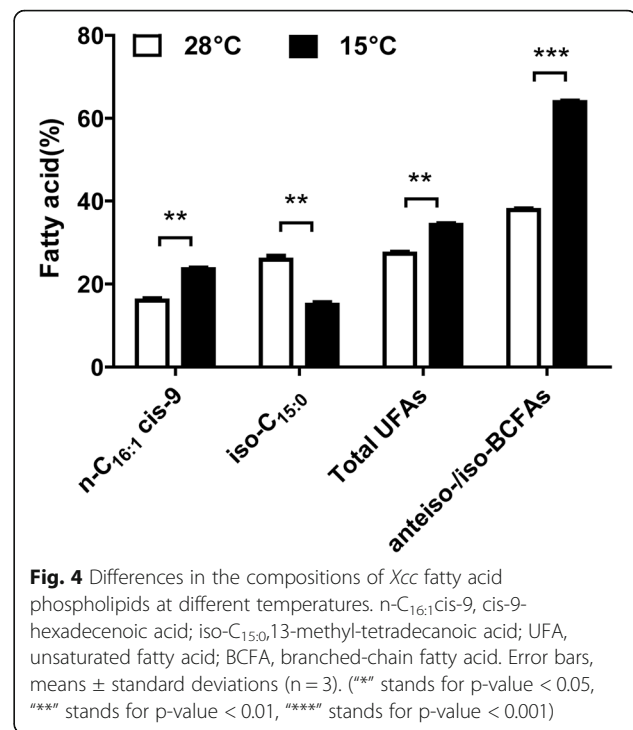 80
28°C
15°C
***
60
**
**
**
40
20
0
Fatty acid(%)
n-C16:1 cis-9
iso-C15:0
Total UFAs
anteiso-/iso-BCFAs
Fig. 4 Differences in the compositions of Xcc fatty acid
phospholipids at different temperatures. n-C16:1cis-9, cis-9-
hexadecenoic acid; iso-C15:0,13-methyl-tetradecanoic acid; UFA,
unsaturated fatty acid; BCFA, branched-chain fatty acid. Error bars,
means ± standard deviations (n = 3). (“*” stands for p-value < 0.05,
“**” stands for p-value < 0.01, “***” stands for p-value < 0.001)